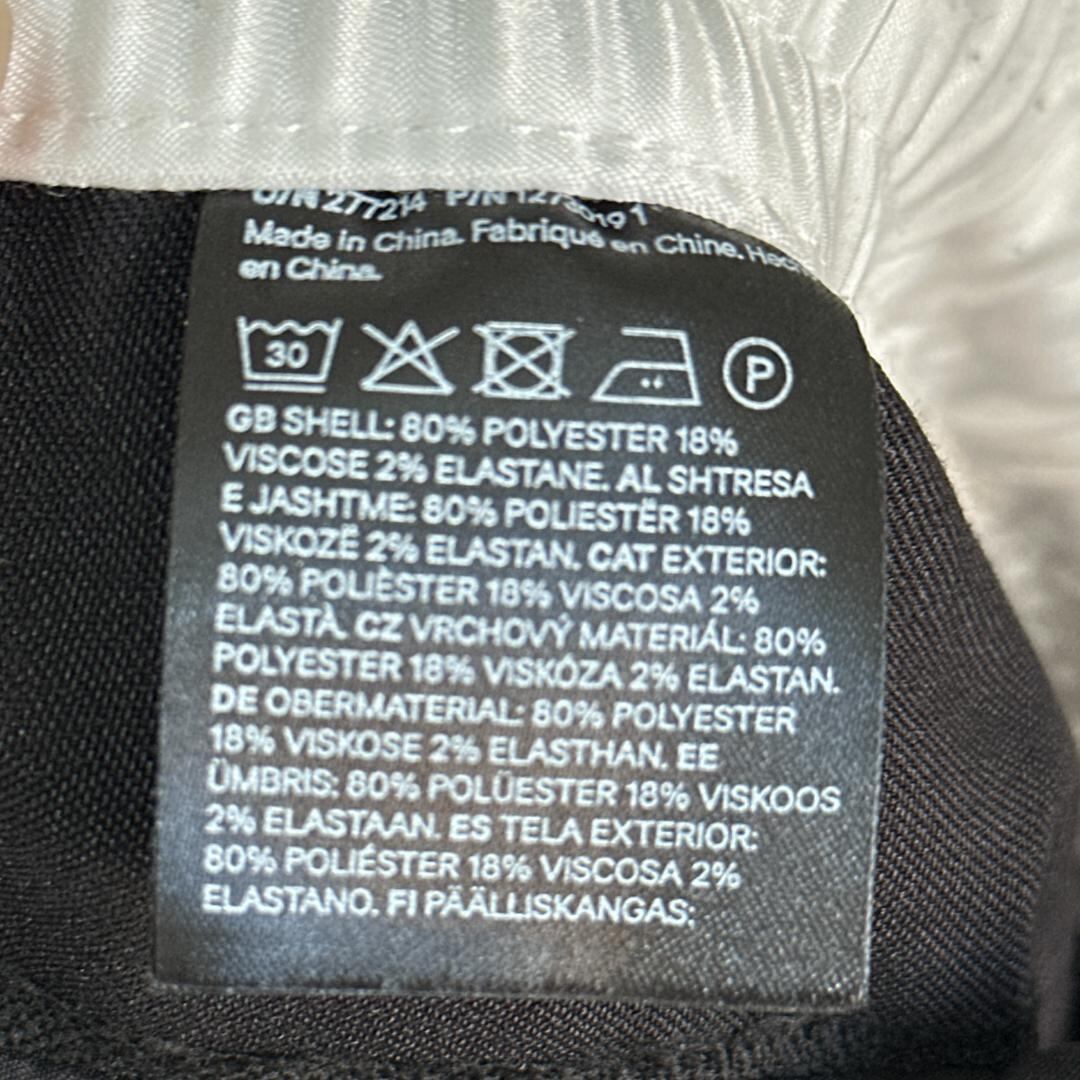 Made in China. Fabriqué en Chine. Hecho
en China.
30
P
GB SHELL: 80% POLYESTER 18%
VISCOSE 2% ELASTANE. AL SHTRESA
E JASHTME: 80% POLIESTËR 18%
VISKOZË 2% ELASTAN. CAT EXTERIOR:
80% POLIÈSTER 18% VISCOSA 2%
ELASTÀ. CZ VRCHOVÝ MATERIÁL: 80%
POLYESTER 18% VISKÓZA 2% ELASTAN.
DE OBERMATERIAL: 80% POLYESTER
18% VISKOSE 2% ELASTHAN. EE
ÜMBRIS: 80% POLÜESTER 18% VISKOOS
2% ELASTAAN. ES TELA EXTERIOR:
80% POLIÉSTER 18% VISCOSA 2%
ELASTANO. FI PÄÄLLISKANGAS: